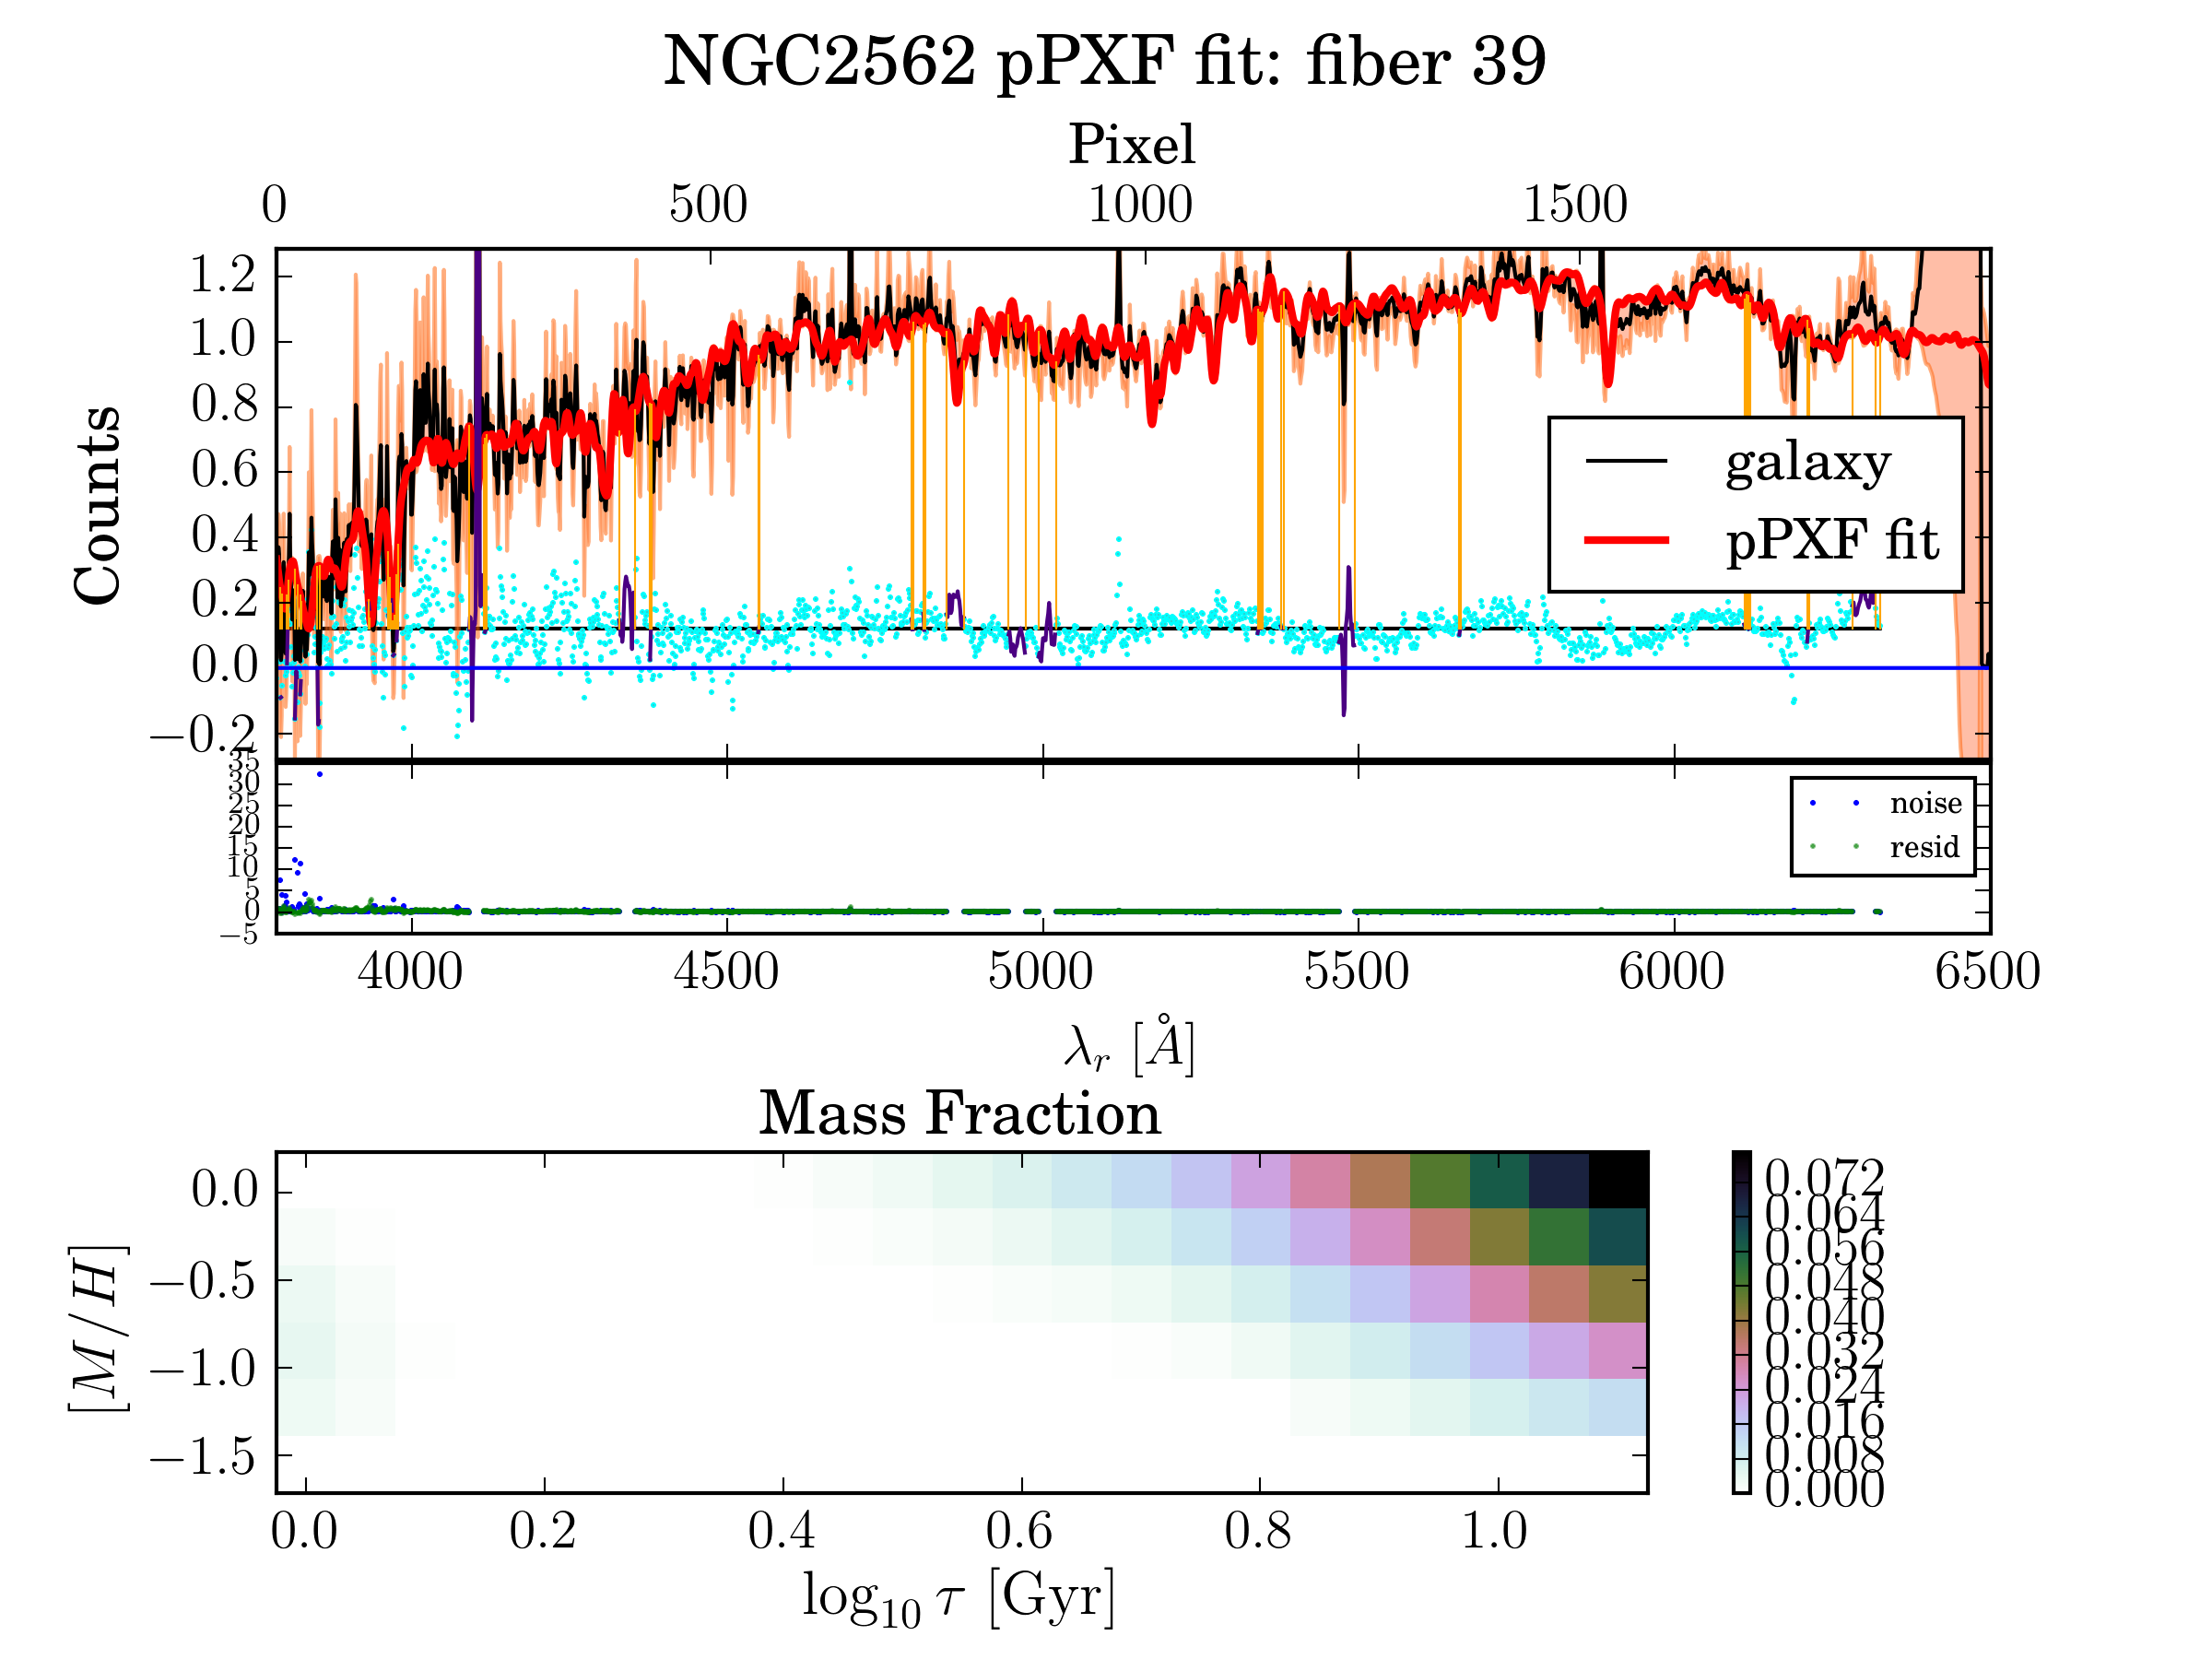 NGC2562 pPXF fit: fiber 39
Pixel
0 500 1000 1500
Counts
1.2
1.0
0.8
0.6
0.4
0.2
0.0
−0.2
galaxy
pPXF fit
35
30
25
20
15
10
5
0
−5
noise
resid
4000 4500 5000 5500 6000 6500
λr [Å]
Mass Fraction
[M/H]
0.0
−0.5
−1.0
−1.5
0.0 0.2 0.4 0.6 0.8 1.0
log10 τ [Gyr]
0.072
0.064
0.056
0.048
0.040
0.032
0.024
0.016
0.008
0.000